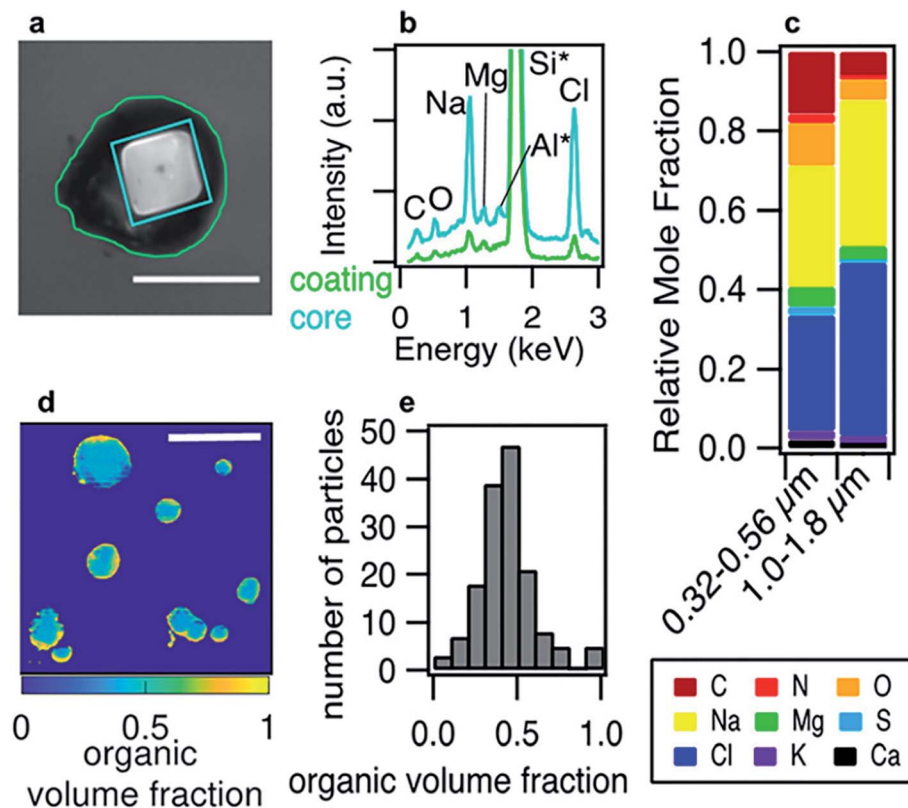 a
b
Intensity (a.u.)
C
O
Na
Mg
Si*
Al*
Cl
coating
core
0
1
2
3
Energy (keV)
c
Relative Mole Fraction
1.0
0.8
0.6
0.4
0.2
0.0
0.32-0.56 μm
1.0-1.8 μm
d
0
0.5
1
organic
volume fraction
e
number of particles
50
40
30
20
10
0
0.0
0.5
1.0
organic volume fraction
C N O
Na Mg S
Cl K Ca